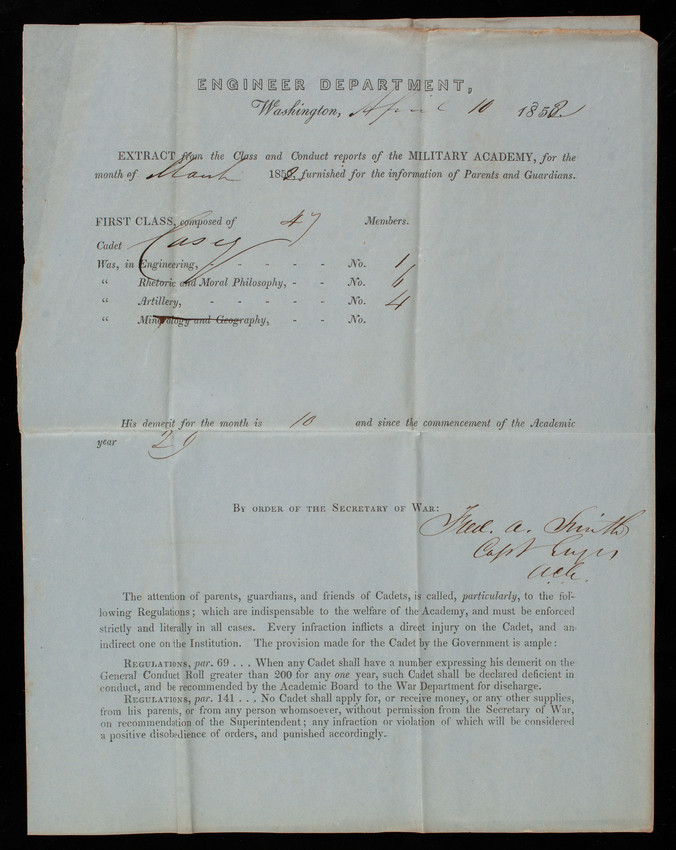 ENGINEER DEPARTMENT,
Washington, April 10 1852
EXTRACT from the Class and Conduct reports of the MILITARY ACADEMY, for the
month of March 1852, furnished for the information of Parents and Guardians.
FIRST CLASS, composed of 47 Members.
Cadet Casey
Was, in Engineering, - - - - - No. 1
“ Rhetoric and Moral Philosophy, - - No. 6
“ Artillery, - - - - - No. 4
“ Mineralogy and Geography, - - No.
His demerit for the month is 10 and since the commencement of the Academic
year 29
By order of the Secretary of War:
Fred. A. Smith
Capt Engrs
The attention of parents, guardians, and friends of Cadets, is called, particularly, to the fol-
lowing Regulations; which are indispensable to the welfare of the Academy, and must be enforced
strictly and literally in all cases. Every infraction inflicts a direct injury on the Cadet, and an
indirect one on the Institution. The provision made for the Cadet by the Government is ample:
Regulations, par. 69 . . . When any Cadet shall have a number expressing his demerit on the
General Conduct Roll greater than 200 for any one year, such Cadet shall be declared deficient in
conduct, and be recommended by the Academic Board to the War Department for discharge.
Regulations, par. 141 . . . No Cadet shall apply for, or receive money, or any other supplies,
from his parents, or from any person whomsoever, without permission from the Secretary of War,
on recommendation of the Superintendent; any infraction or violation of which will be considered
a positive disobedience of orders, and punished accordingly.